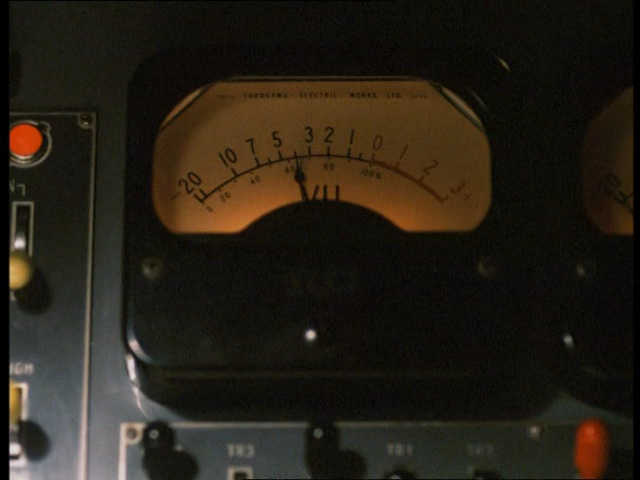 YOKOGAWA ELECTRIC WORKS LTD
-20 10 7 5 3 2 1 0 1 2 3+
0 20 40 60 80 100%
VU
TR3
TR1